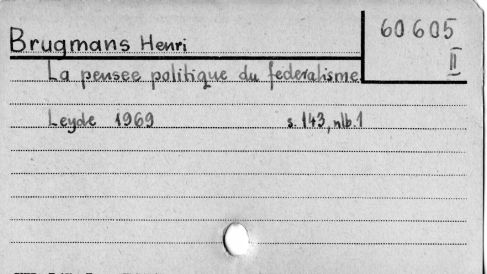 Brugmans Henri
60 605
II
La pensee politique du federalisme
Leyde 1969 s. 143, nlb. 1